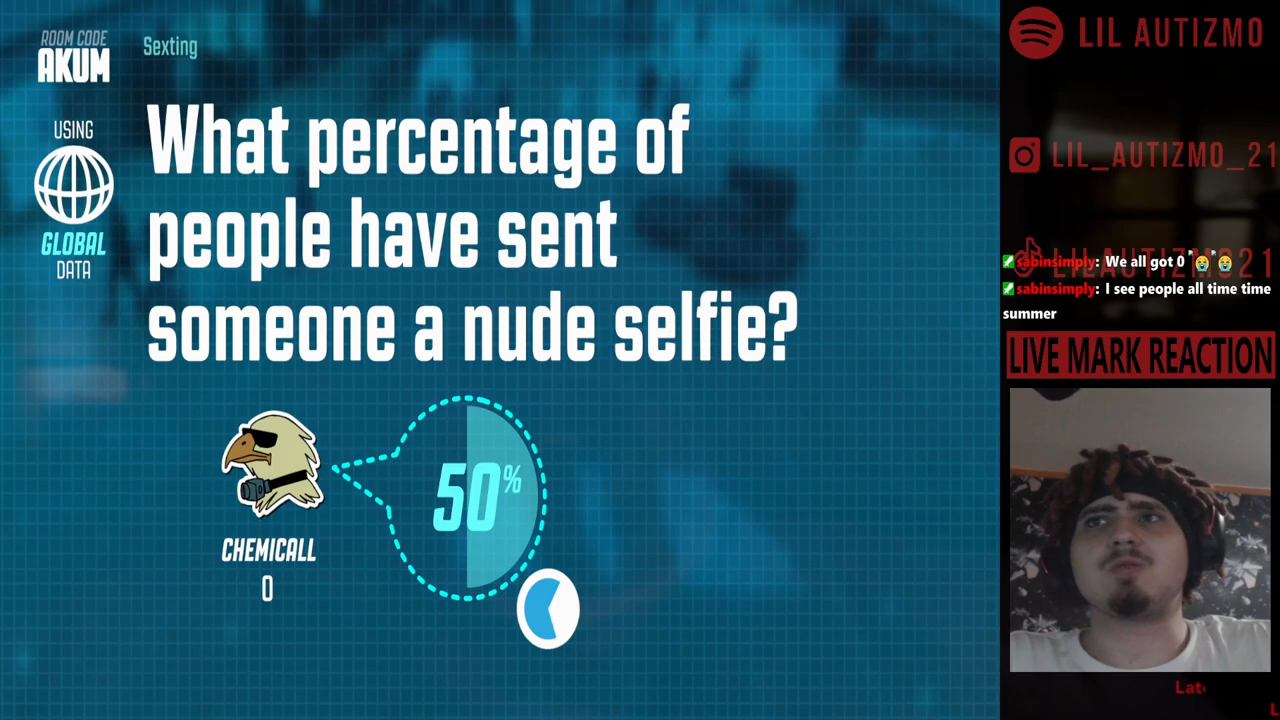 ROOM CODE
AKUM
Sexting
USING
GLOBAL
DATA
What percentage of
people have sent
someone a nude selfie?
50%
CHEMICALL
0
LIL AUTIZMO
LIL_AUTIZMO_21
sabinsimply: We all got 0
sabinsimply: I see people all time time
summer
LIVE MARK REACTION